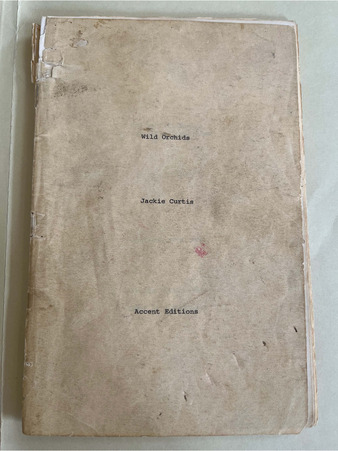 Wild Orchids
Jackie Curtis
Accent Editions